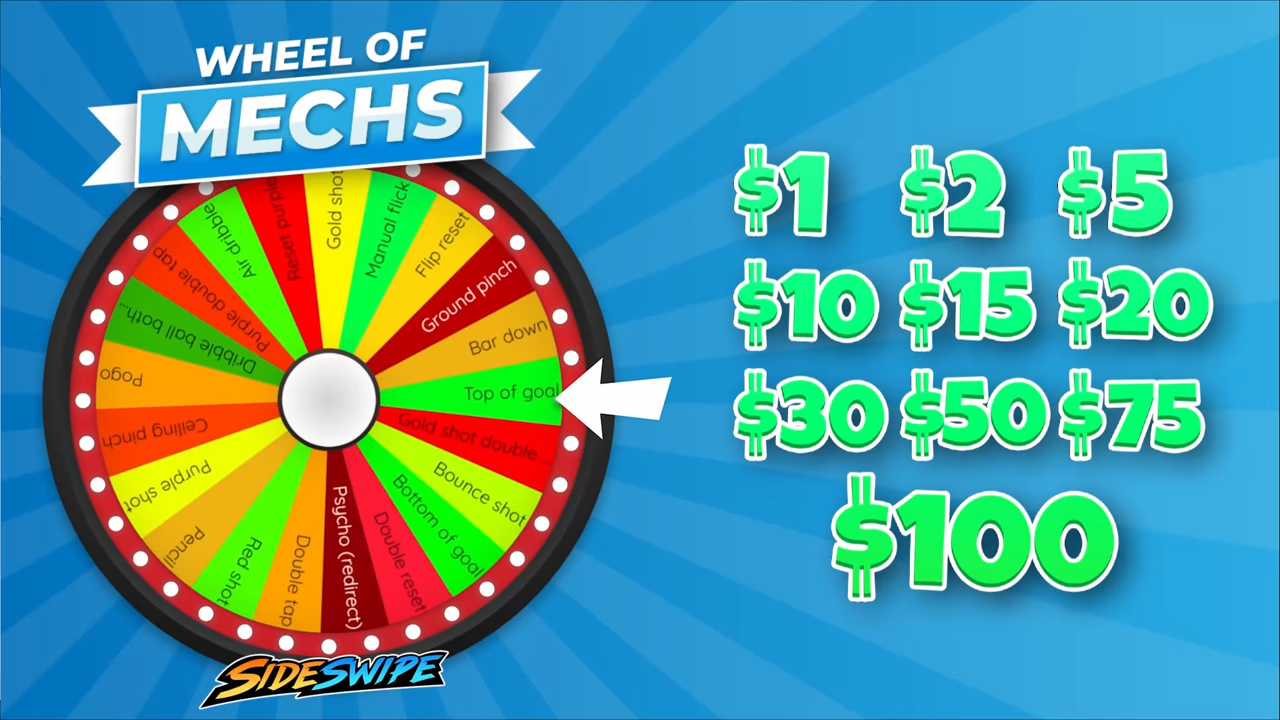 WHEEL OF
MECHS
Gold shot
Manual flick
Flip reset
Ground pinch
Bar down
Top of goal
Gold shot double ...
Bounce shot
Bottom of goal
Double reset
Psycho (redirect)
Double tap
Red shot
Pencil
Purple shot
Ceiling pinch
Pogo
Dribble ball both...
Purple double tap
Air dribble
Reset purple
SIDESWIPE
$1 $2 $5
$10 $15 $20
$30 $50 $75
$100